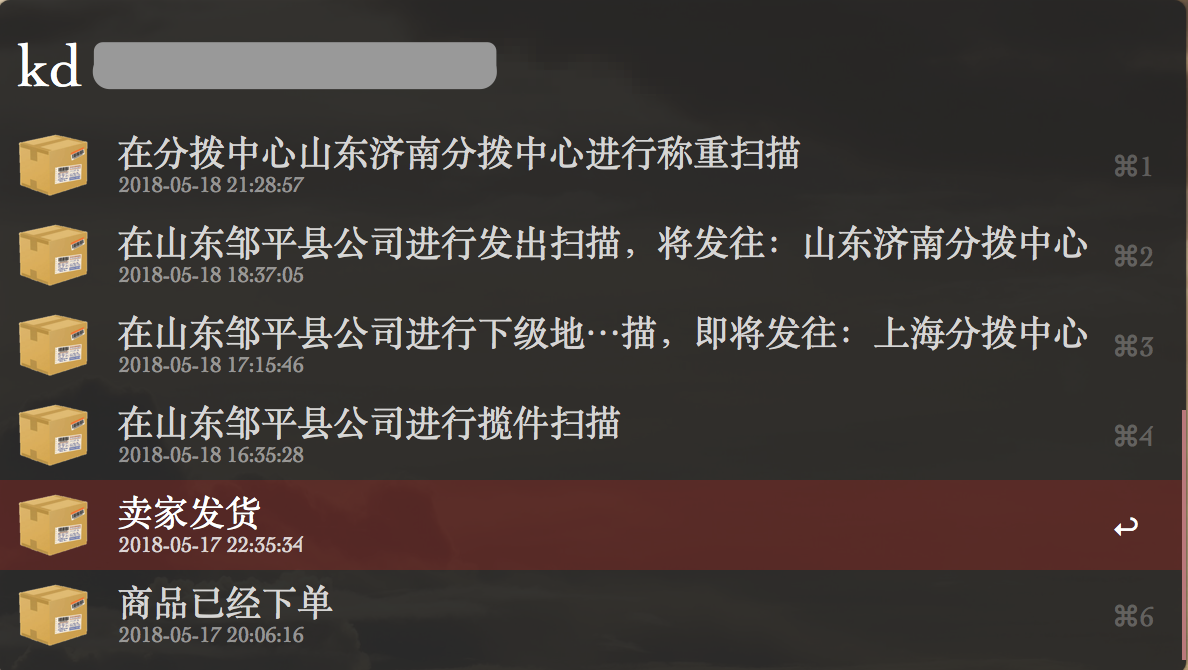 kd
在分拨中心山东济南分拨中心进行称重扫描
2018-05-18 21:28:57
⌘1
在山东邹平县公司进行发出扫描，将发往：山东济南分拨中心
2018-05-18 18:37:05
⌘2
在山东邹平县公司进行下级地…描，即将发往：上海分拨中心
2018-05-18 17:15:46
⌘3
在山东邹平县公司进行揽件扫描
2018-05-18 16:35:28
⌘4
卖家发货
2018-05-17 22:35:34
↩
商品已经下单
2018-05-17 20:06:16
⌘6